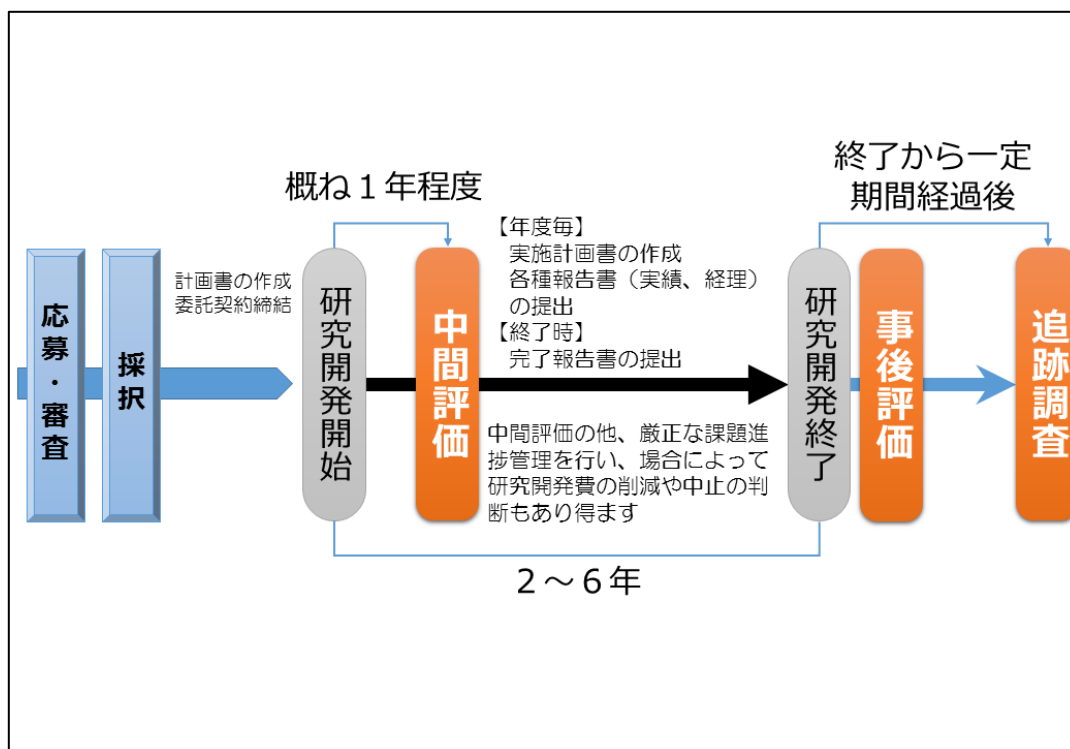 応募・審査
採択
計画書の作成
委託契約締結
研究開発開始
概ね１年程度
中間評価
【年度毎】
実施計画書の作成
各種報告書（実績、経理）
の提出
【終了時】
完了報告書の提出
中間評価の他、厳正な課題進
捗管理を行い、場合によって
研究開発費の削減や中止の判
断もあり得ます
２～６年
研究開発終了
事後評価
終了から一定
期間経過後
追跡調査